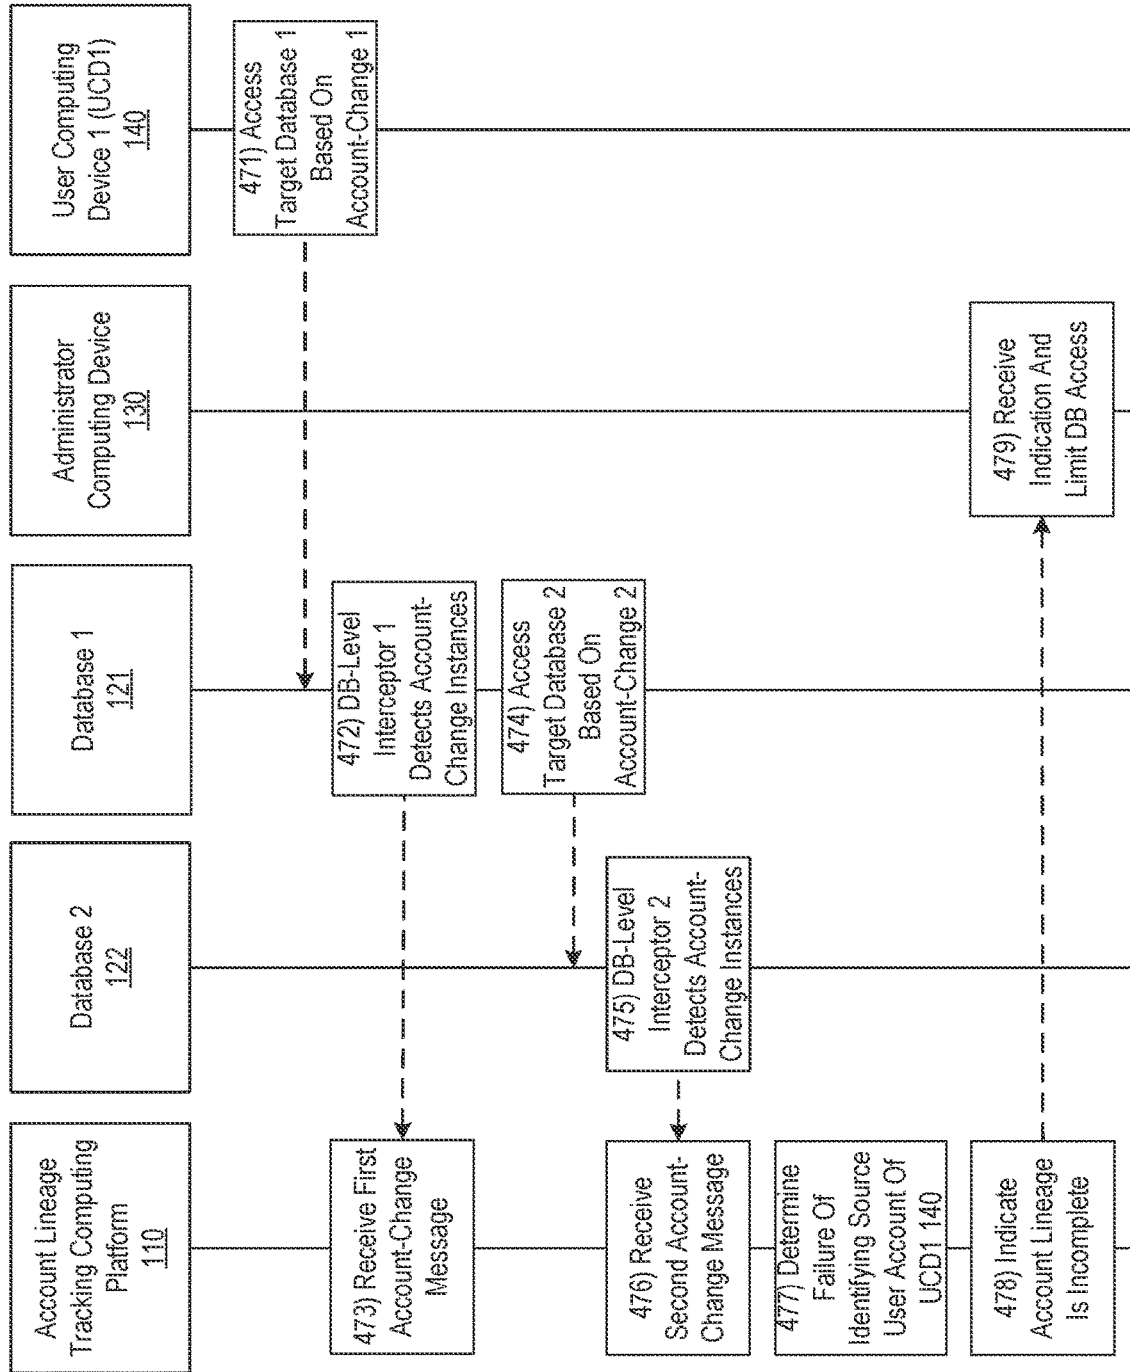 Account Lineage
Tracking Computing
Platform
110
Database 2
122
Database 1
121
Administrator
Computing Device
130
User Computing
Device 1 (UCD1)
140
471) Access
Target Database 1
Based On
Account-Change 1
472) DB-Level
Interceptor 1
Detects Account-
Change Instances
473) Receive First
Account-Change
Message
474) Access
Target Database 2
Based On
Account-Change 2
475) DB-Level
Interceptor 2
Detects Account-
Change Instances
476) Receive
Second Account-
Change Message
477) Determine
Failure Of
Identifying Source
User Account Of
UCD1 140
478) Indicate
Account Lineage
Is Incomplete
479) Receive
Indication And
Limit DB Access